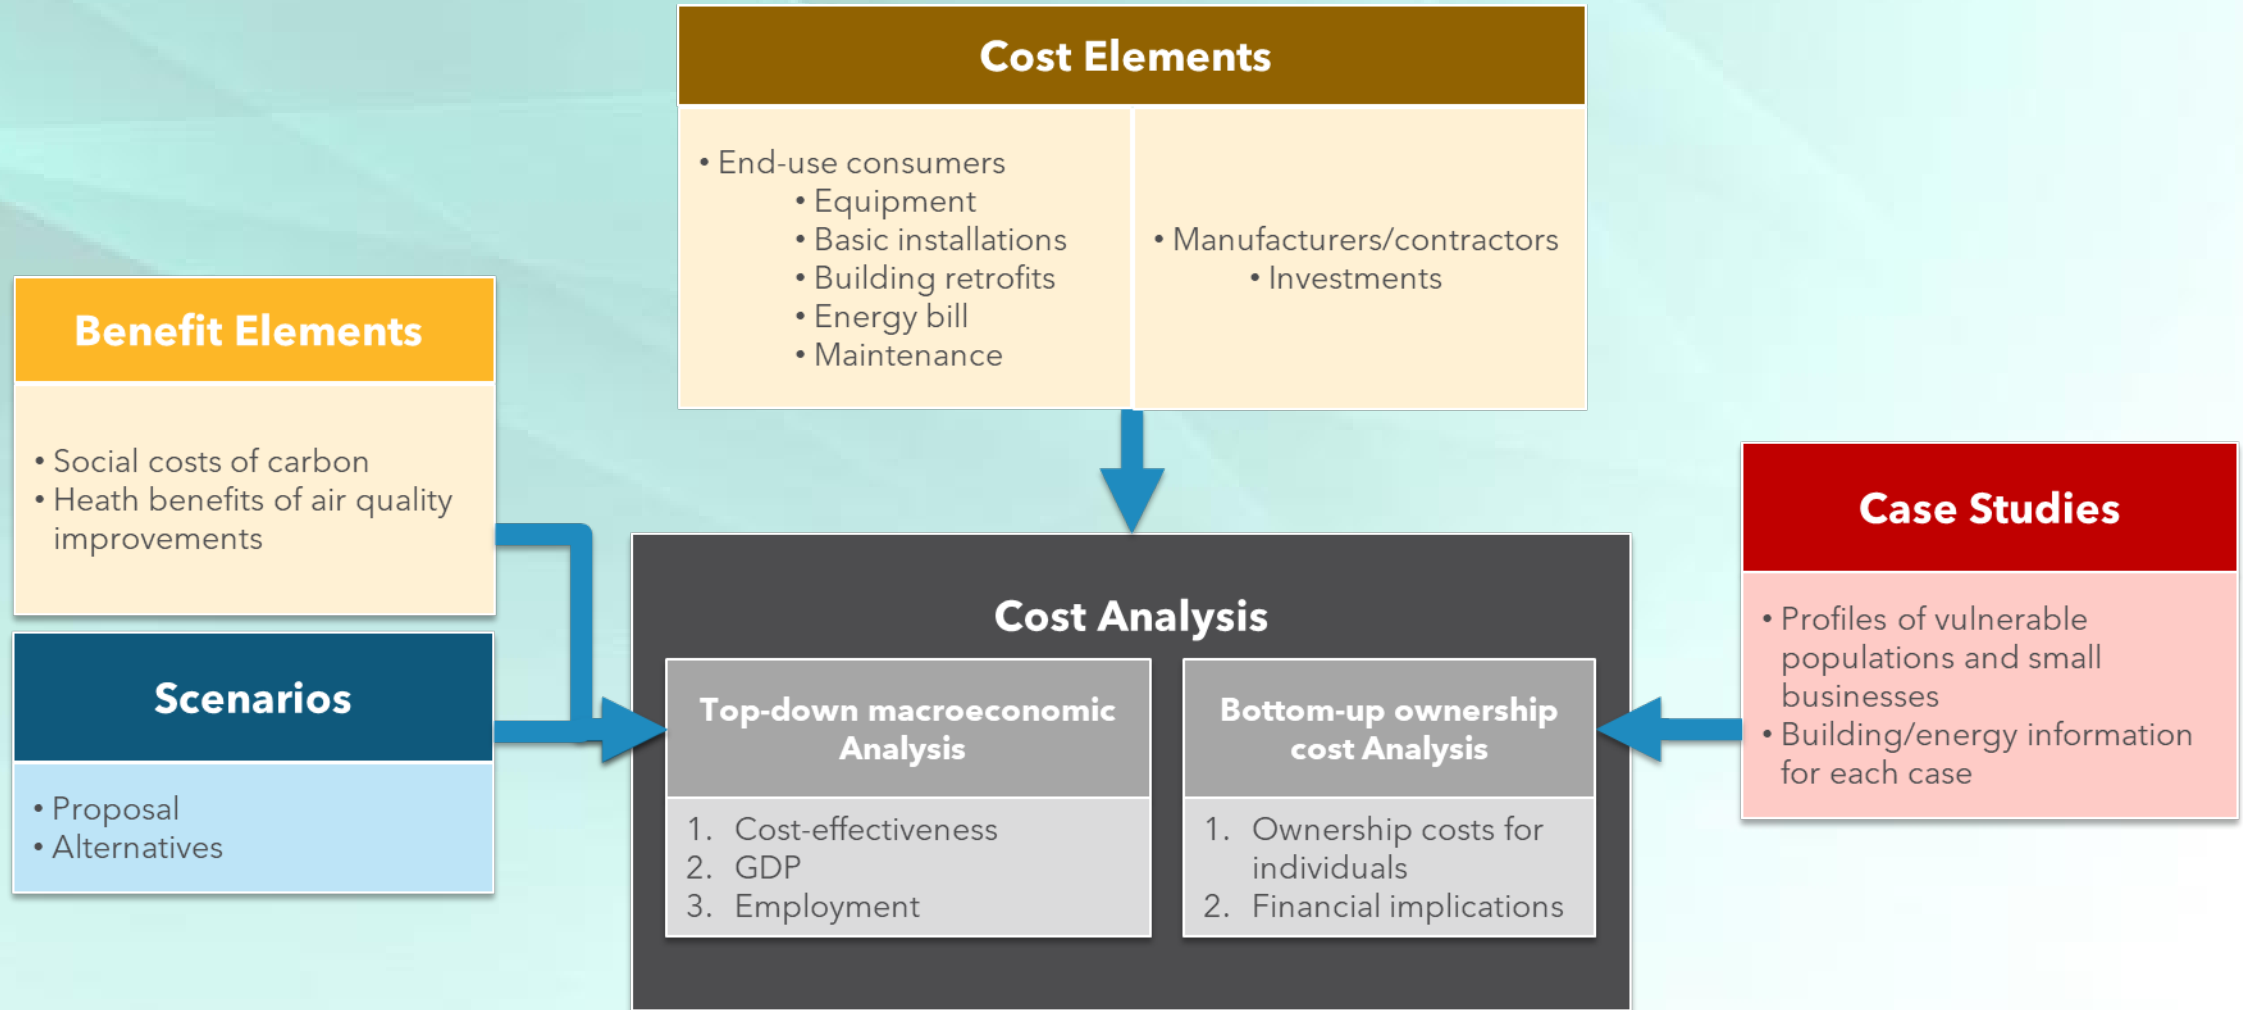 Cost Elements
• End-use consumers
• Equipment
• Basic installations
• Building retrofits
• Energy bill
• Maintenance
• Manufacturers/contractors
• Investments
Benefit Elements
• Social costs of carbon
• Heath benefits of air quality
improvements
Scenarios
• Proposal
• Alternatives
Cost Analysis
Top-down macroeconomic
Analysis
1. Cost-effectiveness
2. GDP
3. Employment
Bottom-up ownership
cost Analysis
1. Ownership costs for
individuals
2. Financial implications
Case Studies
• Profiles of vulnerable
populations and small
businesses
• Building/energy information
for each case